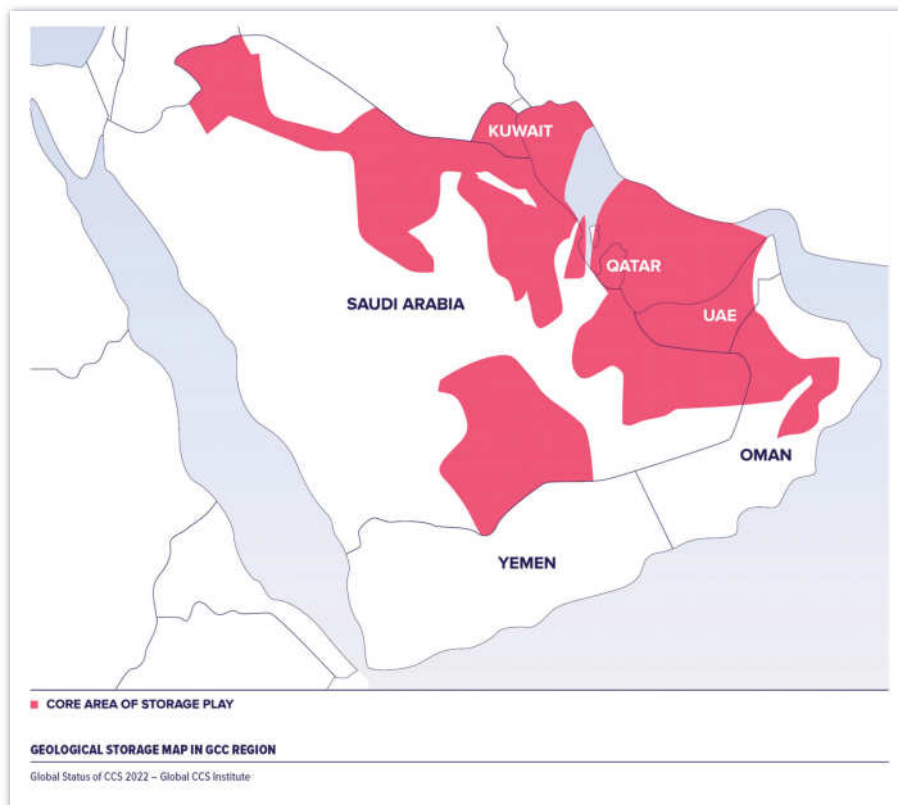 KUWAIT
QATAR
SAUDI ARABIA
UAE
OMAN
YEMEN
CORE AREA OF STORAGE PLAY
GEOLOGICAL STORAGE MAP IN GCC REGION
Global Status of CCS 2022 – Global CCS Institute